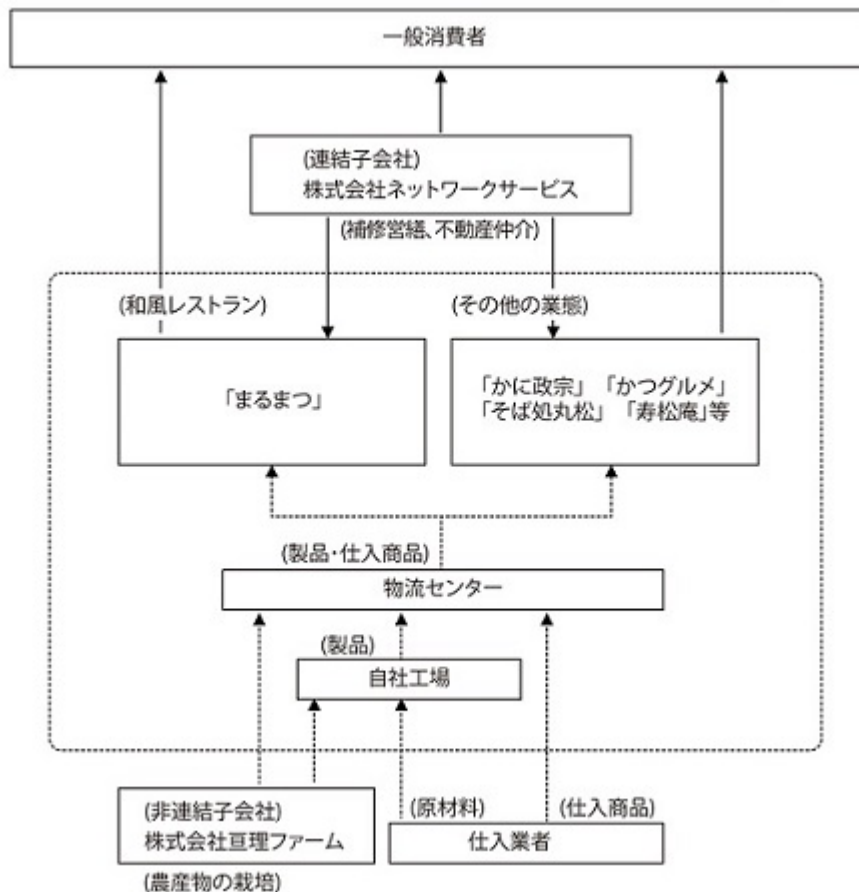 一般消費者
(連結子会社)
株式会社ネットワークサービス
(補修営繕、不動産仲介)
(和風レストラン)
(その他の業態)
「まるまつ」
「かに政宗」 「かつグルメ」
「そば処丸松」 「寿松庵」等
(製品・仕入商品)
物流センター
(製品)
自社工場
(非連結子会社)
株式会社亘理ファーム
(農産物の栽培)
(原材料)
(仕入商品)
仕入業者